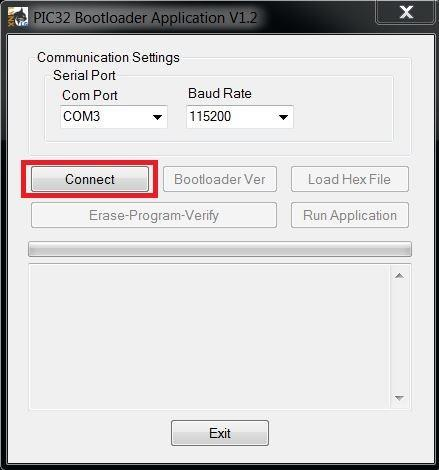 PIC32 Bootloader Application V1.2
Communication Settings
Serial Port
Com Port Baud Rate
COM3 115200
Connect Bootloader Ver Load Hex File
Erase-Program-Verify Run Application
Exit